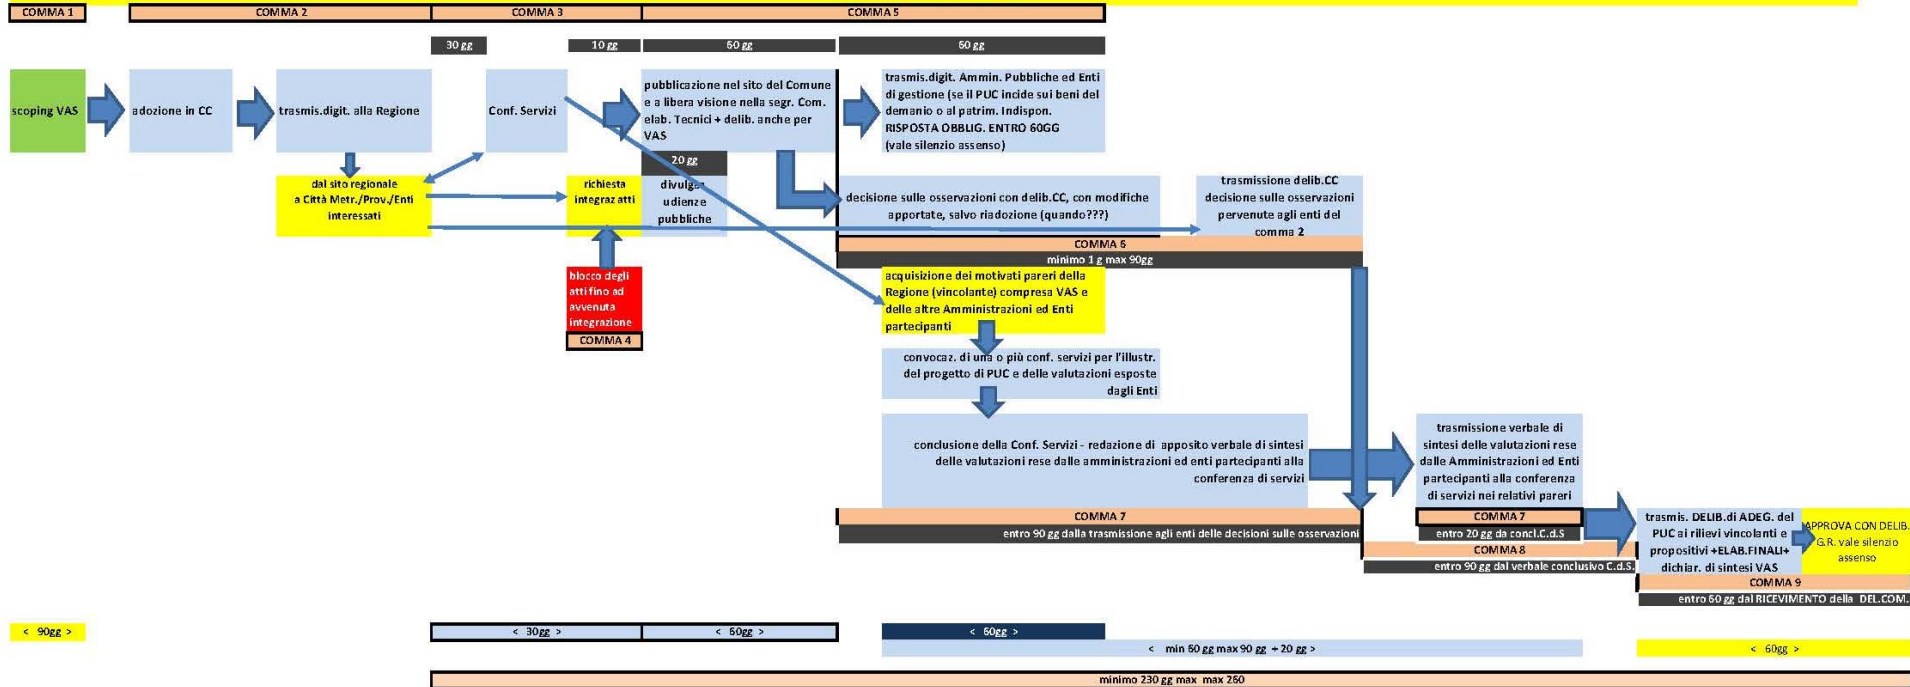 COMMA 1
COMMA 2
COMMA 3
COMMA 5
30 gg
10 gg
60 gg
60 gg
scoping VAS
adozione in CC
trasmis.digit. alla Regione
Conf. Servizi
pubblicazione nel sito del Comune
e a libera visione nella segr. Com.
elab. Tecnici + delib. anche per
VAS
trasmis.digit. Ammin. Pubbliche ed Enti
di gestione (se il PUC incide sui beni del
demanio o al patrim. Indispon.
RISPOSTA OBBLIG. ENTRO 60GG
(vale silenzio assenso)
20 gg
dal sito regionale
a Città Metr./Prov./Enti
interessati
richiesta
integraz atti
divulgaz
udienze
pubbliche
decisione sulle osservazioni con delib.CC, con modifiche
apportate, salvo riadozione (quando???)
trasmissione delib.CC
decisione sulle osservazioni
pervenute agli enti del
comma 2
COMMA 6
minimo 1 g max 90gg
blocco degli
atti fino ad
avvenuta
integrazione
COMMA 4
acquisizione dei motivati pareri della
Regione (vincolante) compresa VAS e
delle altre Amministrazioni ed Enti
partecipanti
convocaz. di una o più conf. servizi per l'illustr.
del progetto di PUC e delle valutazioni esposte
dagli Enti
conclusione della Conf. Servizi - redazione di apposito verbale di sintesi
delle valutazioni rese dalle amministrazioni ed enti partecipanti alla
conferenza di servizi
trasmissione verbale di
sintesi delle valutazioni rese
dalle Amministrazioni ed Enti
partecipanti alla conferenza
di servizi nei relativi pareri
COMMA 7
entro 90 gg dalla trasmissione agli enti delle decisioni sulle osservazioni
COMMA 7
entro 20 gg da concl.C.d.S
COMMA 8
entro 90 gg dal verbale conclusivo C.d.S.
trasmis. DELIB.di ADEG. del
PUC ai rilievi vincolanti e
propositivi +ELAB.FINALI+
dichiar. di sintesi VAS
APPROVA CON DELIB.
G.R. vale silenzio
assenso
COMMA 9
entro 60 gg dal RICEVIMENTO della DEL.COM.
< 90gg >
< 30gg >
< 60gg >
< 60gg >
< min 60 gg max 90 gg + 20 gg >
< 60gg >
minimo 230 gg max max 260